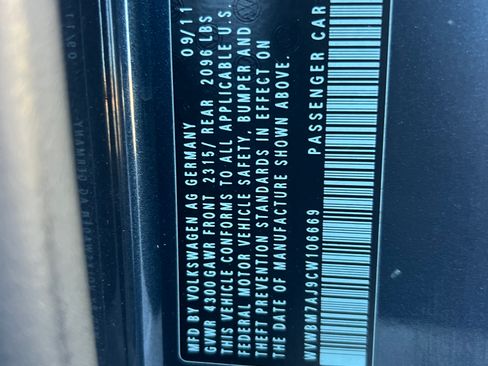 MFD BY VOLKSWAGEN AG GERMANY 09/11
GVWR 4300GAWR FRONT 2315/ REAR 2096 LBS
THIS VEHICLE CONFORMS TO ALL APPLICABLE U.S.
FEDERAL MOTOR VEHICLE SAFETY, BUMPER AND
THEFT PREVENTION STANDARDS IN EFFECT ON
THE DATE OF MANUFACTURE SHOWN ABOVE.
WVWBM7AJ9CW106669 PASSENGER CAR